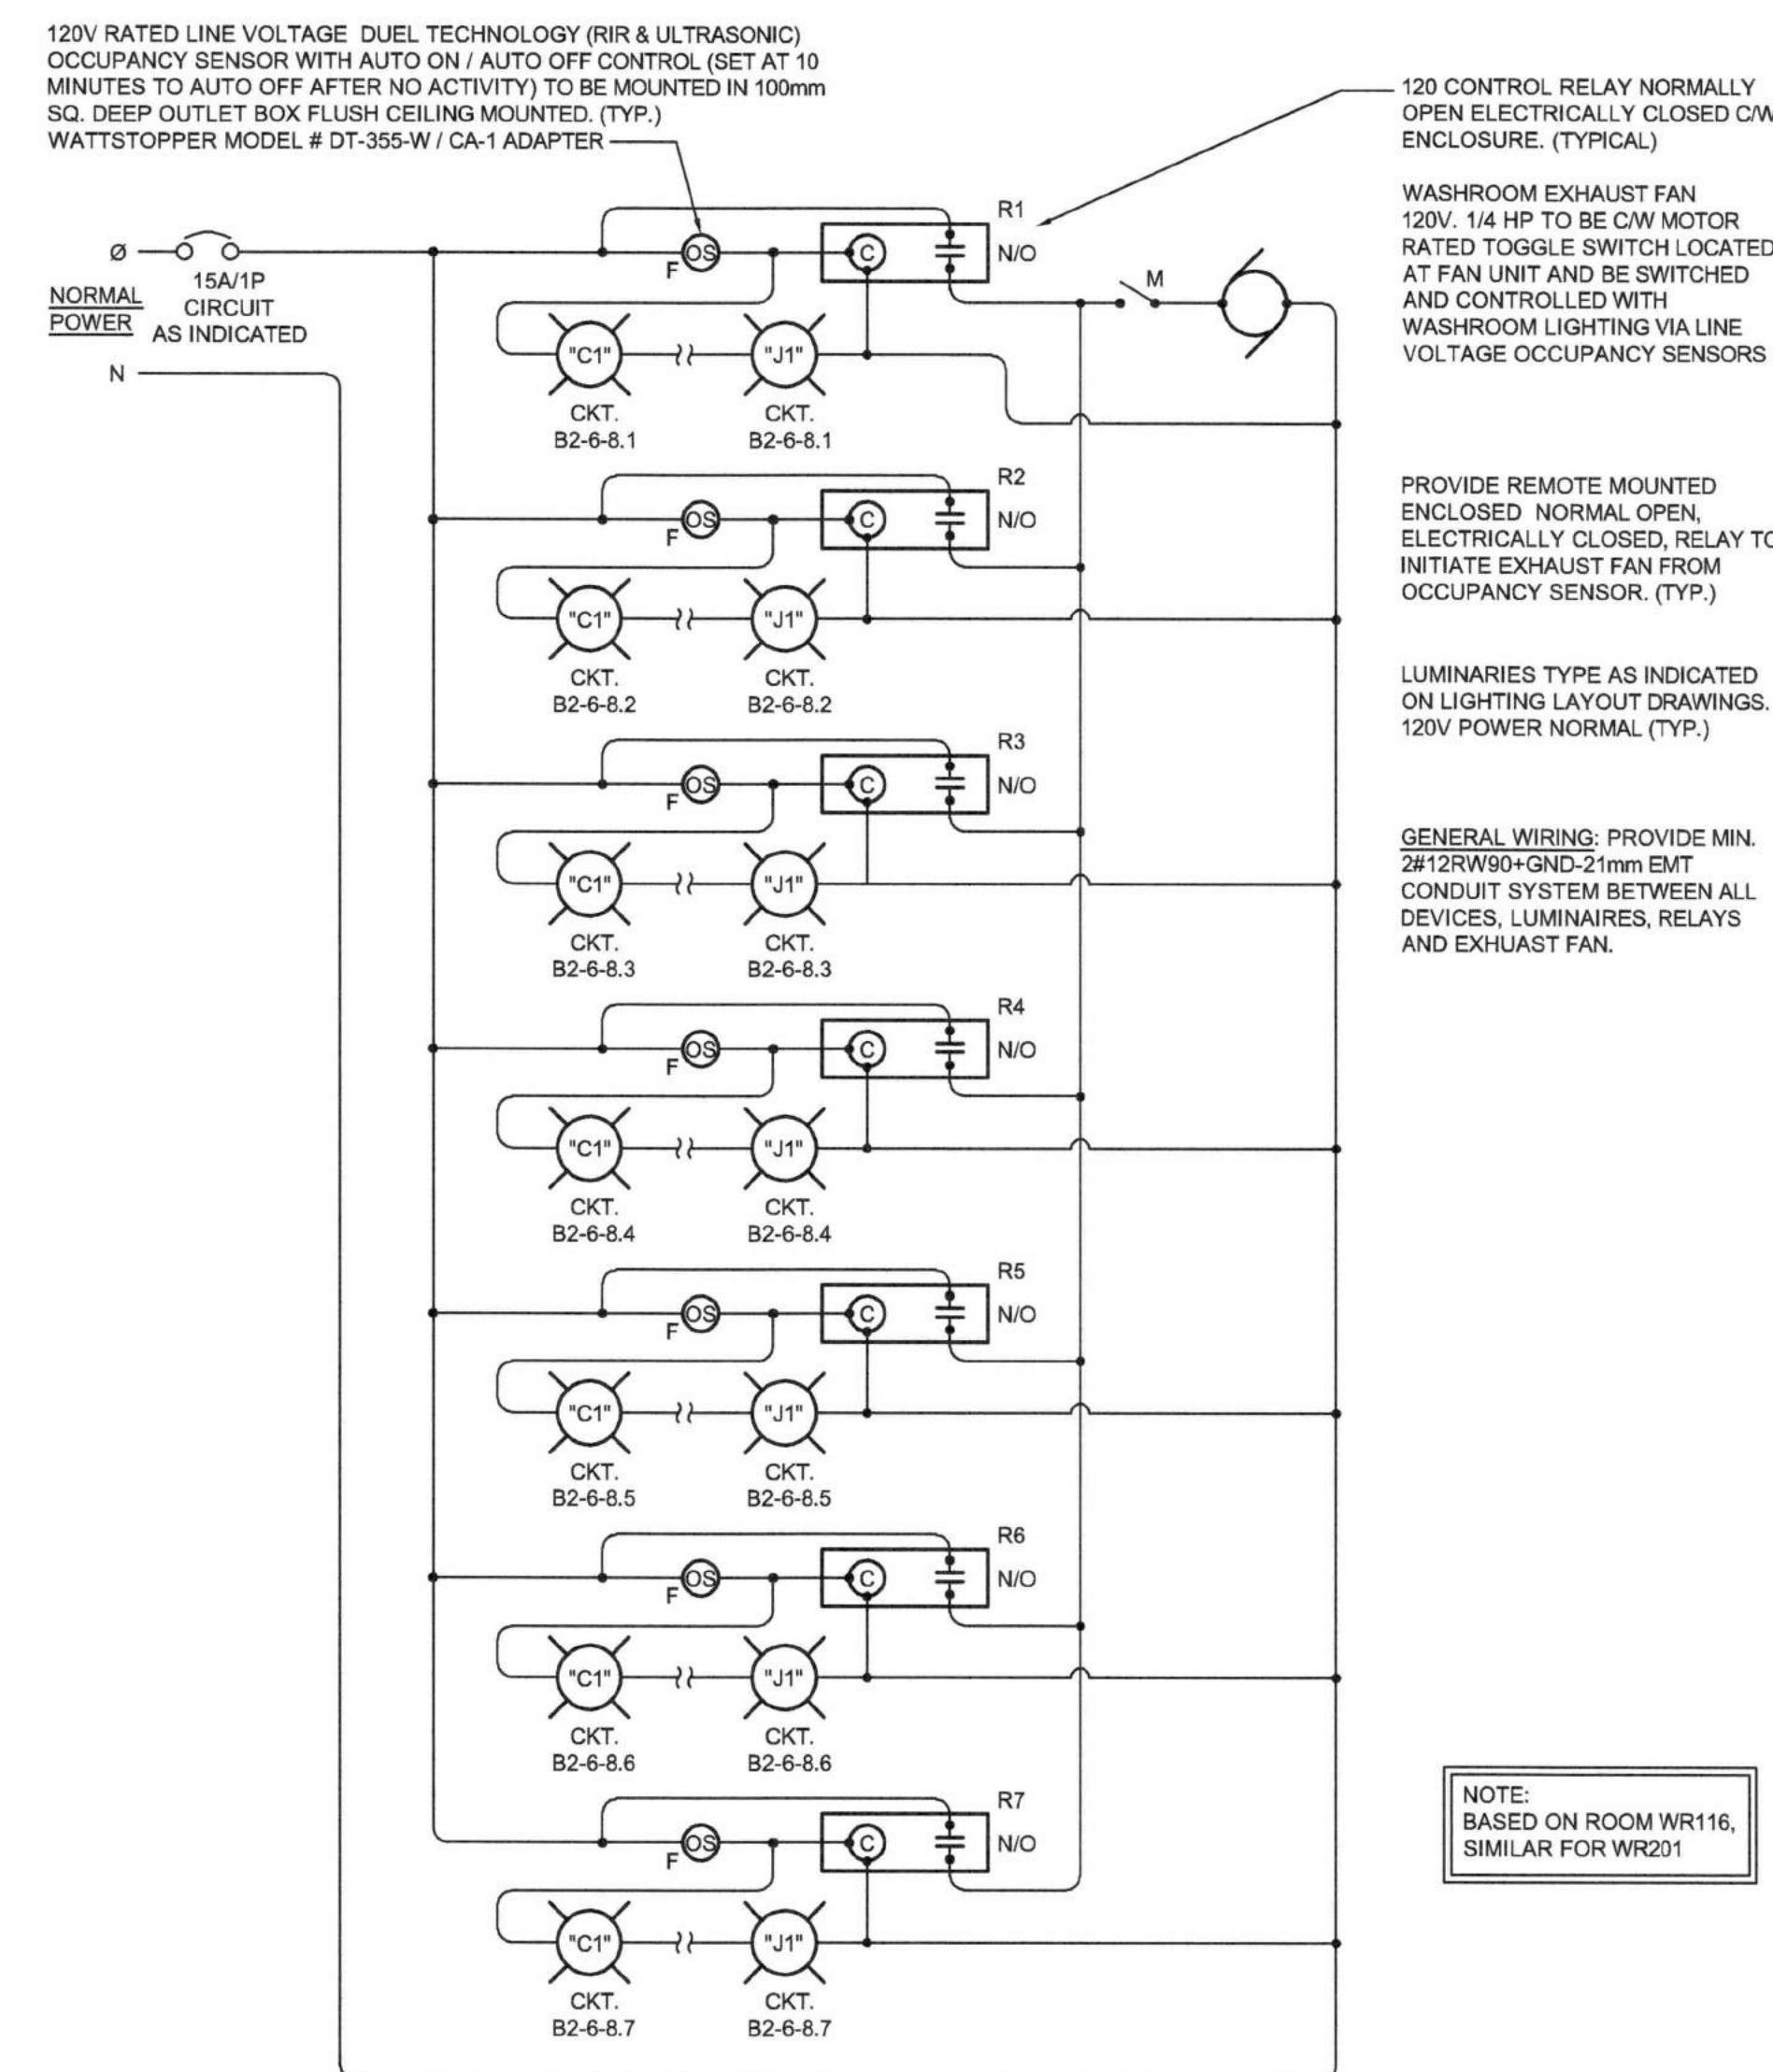 120V RATED LINE VOLTAGE DUEL TECHNOLOGY (RIR & ULTRASONIC)
OCCUPANCY SENSOR WITH AUTO ON / AUTO OFF CONTROL (SET AT 10
MINUTES TO AUTO OFF AFTER NO ACTIVITY) TO BE MOUNTED IN 100mm
SQ. DEEP OUTLET BOX FLUSH CEILING MOUNTED. (TYP.)
WATTSTOPPER MODEL # DT-355-W / CA-1 ADAPTER
120 CONTROL RELAY NORMALLY
OPEN ELECTRICALLY CLOSED C/W
ENCLOSURE. (TYPICAL)
WASHROOM EXHAUST FAN
120V. 1/4 HP TO BE C/W MOTOR
RATED TOGGLE SWITCH LOCATED
AT FAN UNIT AND BE SWITCHED
AND CONTROLLED WITH
WASHROOM LIGHTING VIA LINE
VOLTAGE OCCUPANCY SENSORS
PROVIDE REMOTE MOUNTED
ENCLOSED NORMAL OPEN,
ELECTRICALLY CLOSED, RELAY TO
INITIATE EXHAUST FAN FROM
OCCUPANCY SENSOR. (TYP.)
LUMINARIES TYPE AS INDICATED
ON LIGHTING LAYOUT DRAWINGS.
120V POWER NORMAL (TYP.)
GENERAL WIRING: PROVIDE MIN.
2#12RW90+GND-21mm EMT
CONDUIT SYSTEM BETWEEN ALL
DEVICES, LUMINAIRES, RELAYS
AND EXHUAST FAN.
NOTE:
BASED ON ROOM WR116,
SIMILAR FOR WR201
Ø
NORMAL
POWER
15A/1P
CIRCUIT
AS INDICATED
N
M
R1
F OS C N/O
"C1" "J1"
CKT. CKT.
B2-6-8.1 B2-6-8.1
R2
F OS C N/O
"C1" "J1"
CKT. CKT.
B2-6-8.2 B2-6-8.2
R3
F OS C N/O
"C1" "J1"
CKT. CKT.
B2-6-8.3 B2-6-8.3
R4
F OS C N/O
"C1" "J1"
CKT. CKT.
B2-6-8.4 B2-6-8.4
R5
F OS C N/O
"C1" "J1"
CKT. CKT.
B2-6-8.5 B2-6-8.5
R6
F OS C N/O
"C1" "J1"
CKT. CKT.
B2-6-8.6 B2-6-8.6
R7
F OS C N/O
"C1" "J1"
CKT. CKT.
B2-6-8.7 B2-6-8.7